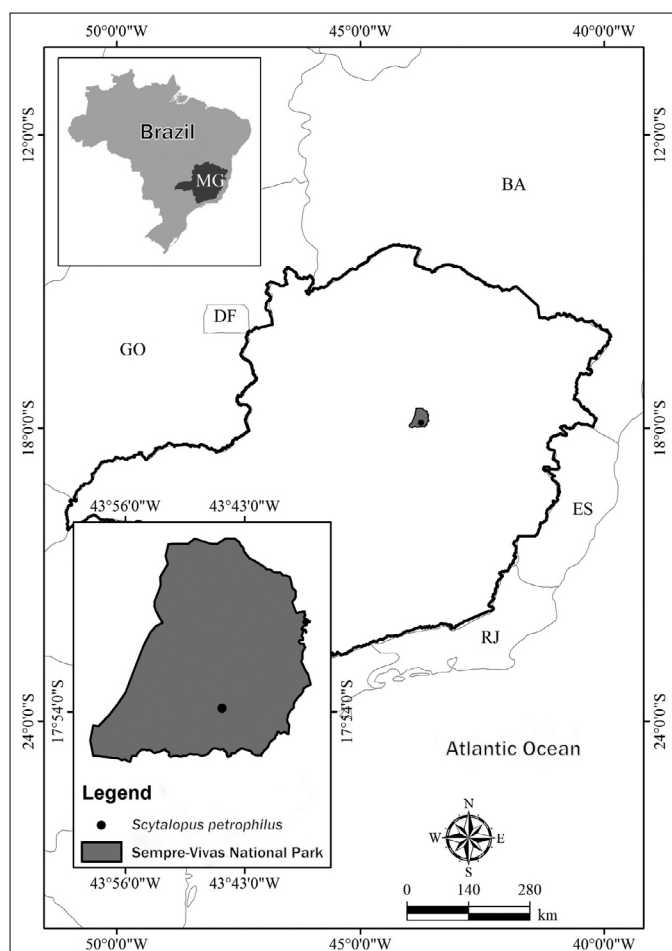 50°0'0"W
45°0'0"W
40°0'0"W
12°0'0"S
12°0'0"S
Brazil
MG
BA
DF
GO
18°0'0"S
18°0'0"S
43°56'0"W
43°43'0"W
ES
RJ
17°54'0"S
17°54'0"S
24°0'0"S
24°0'0"S
Atlantic Ocean
Legend
Scytalopus petrophilus
Sempre-Vivas National Park
N
W
E
S
43°56'0"W
43°43'0"W
0 140 280
km
50°0'0"W
45°0'0"W
40°0'0"W